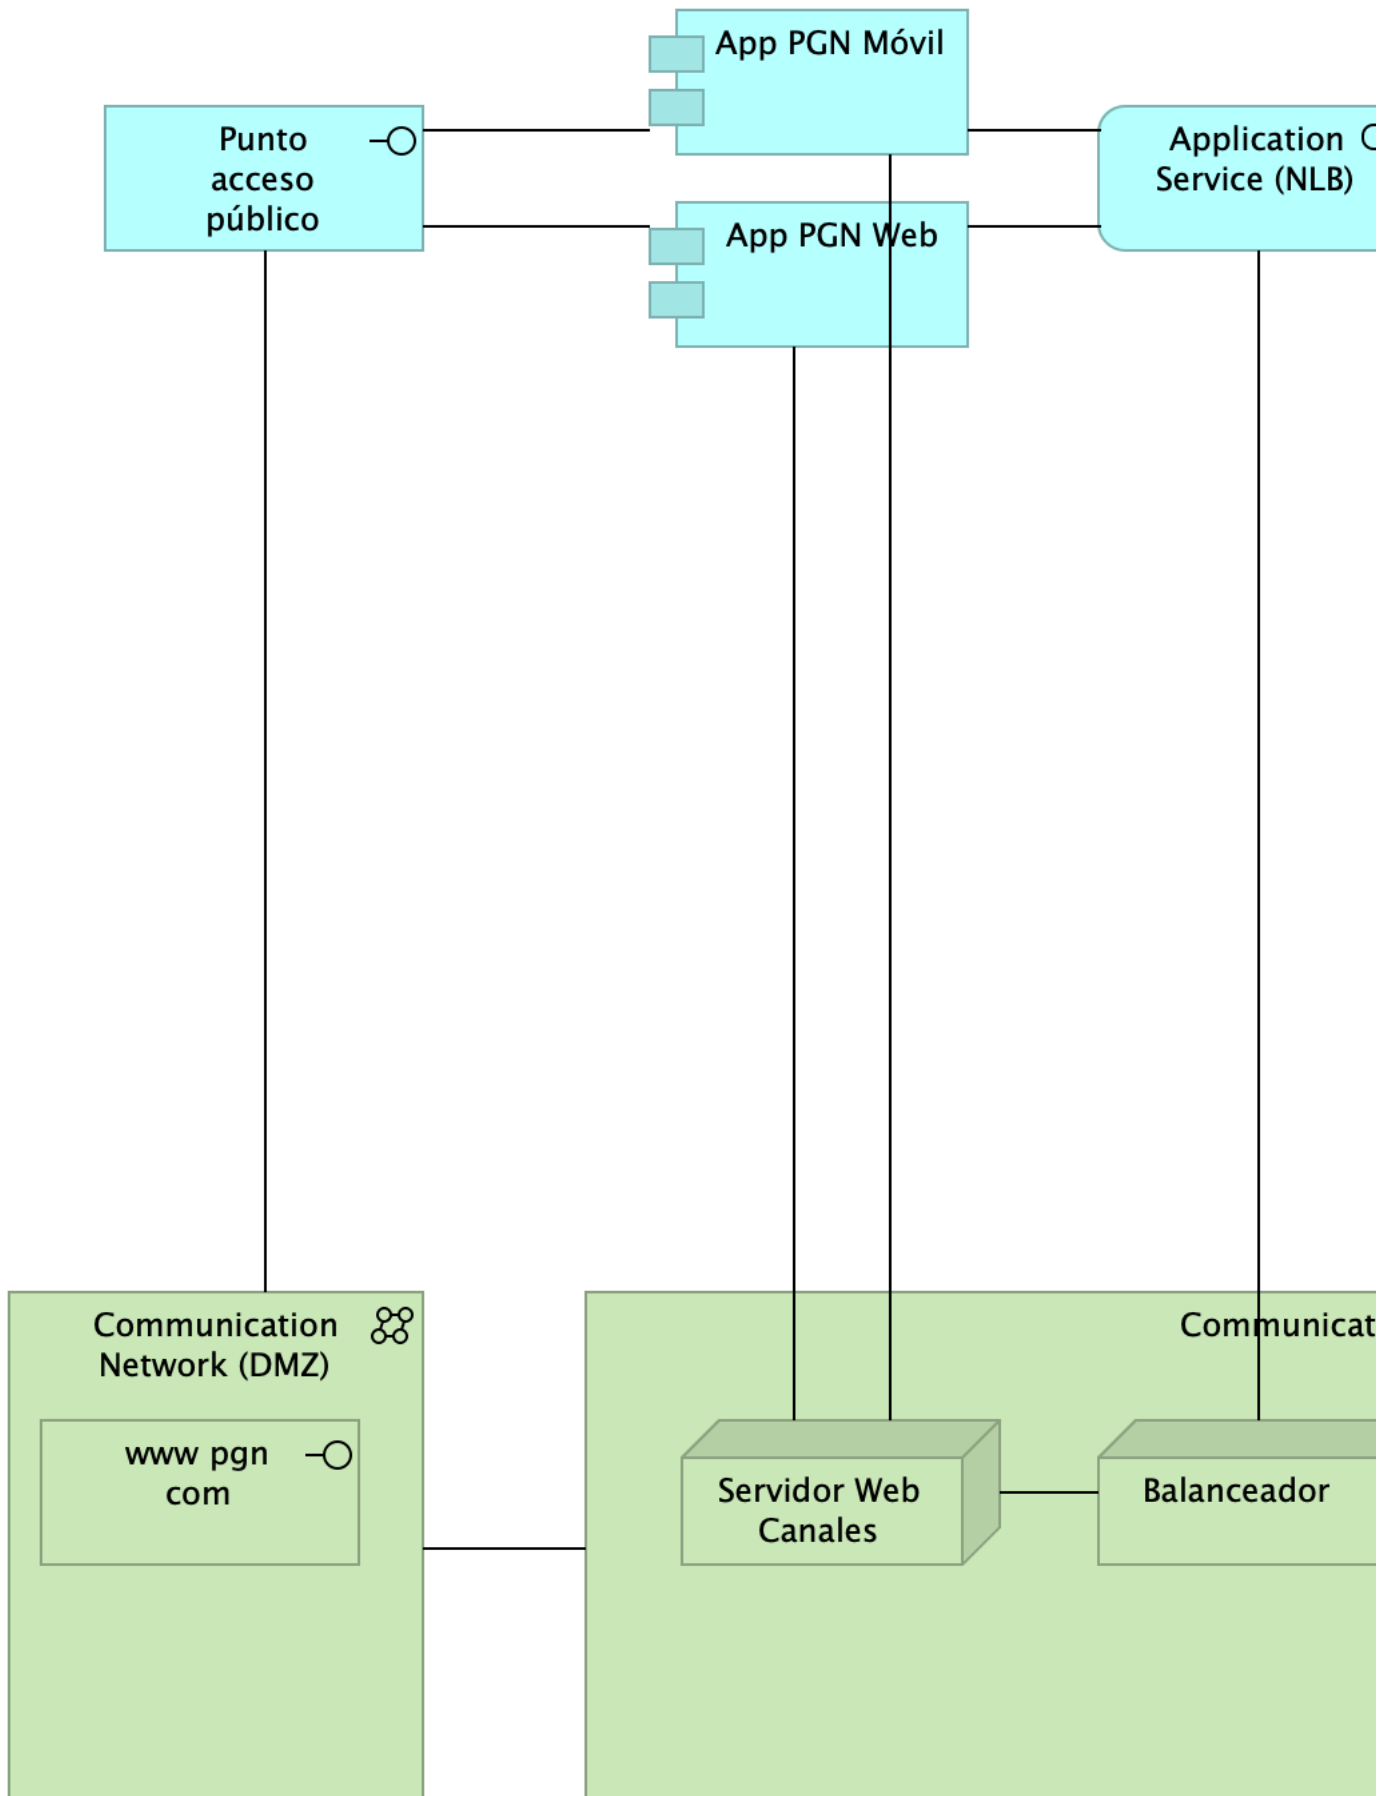 App PGN Móvil
Punto
acceso
público
Application
Service (NLB)
App PGN Web
Communication
Network (DMZ)
www pgn
com
Communicat
Servidor Web
Canales
Balanceador